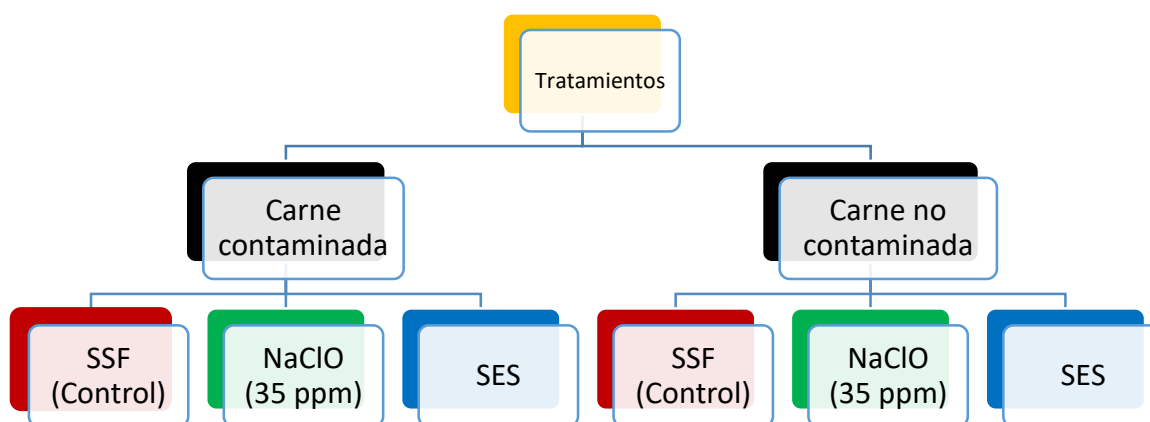 Tratamientos
Carne
contaminada
Carne no
contaminada
SSF
(Control)
NaClO
(35 ppm)
SES
SSF
(Control)
NaClO
(35 ppm)
SES